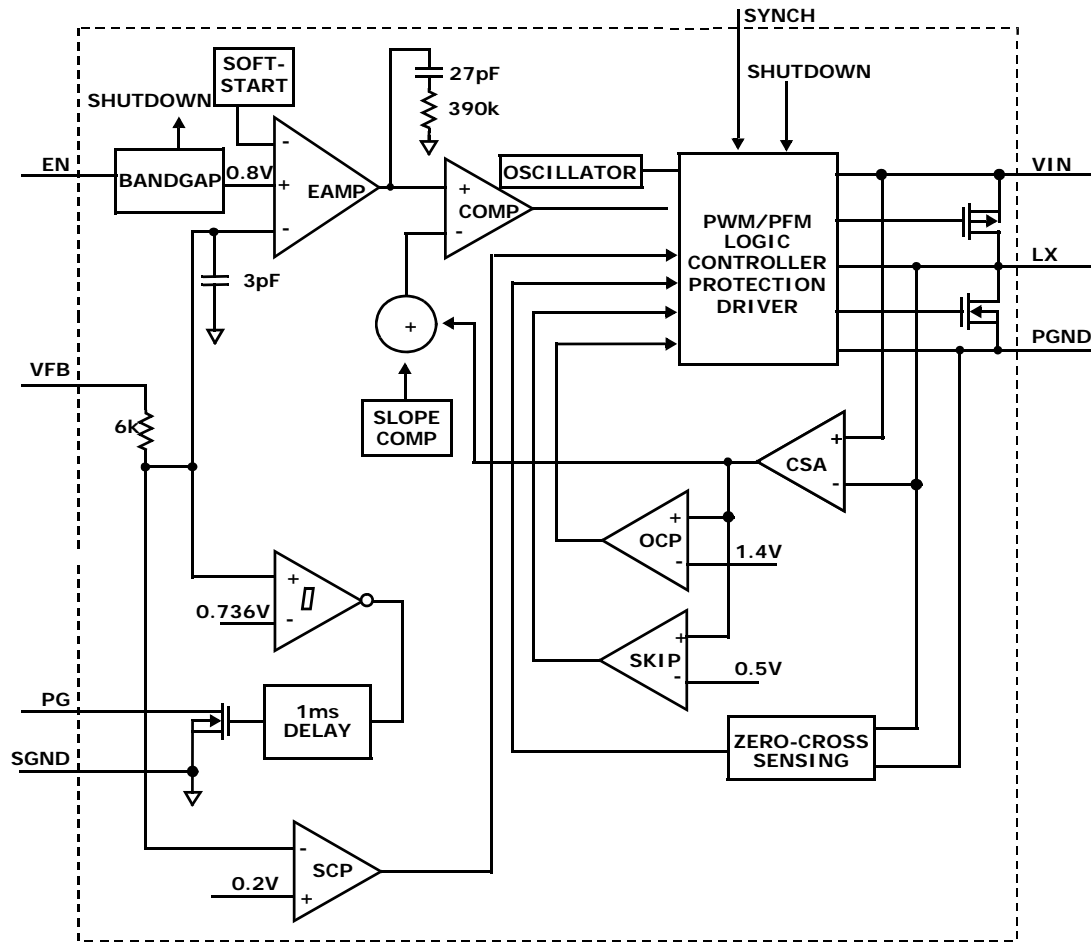 SYNCH
SHUTDOWN
SOFT-
START
27pF
390k
SHUTDOWN
EN
BANDGAP
0.8V
-
+
-
EAMP
3pF
+
-
COMP
OSCILLATOR
PWM/PFM
LOGIC
CONTROLLER
PROTECTION
DRIVER
VIN
LX
PGND
+
SLOPE
COMP
VFB
6k
+
-
CSA
+
-
OCP
1.4V
+
-
SKIP
0.5V
+
-
0.736V
PG
1ms
DELAY
SGND
ZERO-CROSS
SENSING
-
+
SCP
0.2V